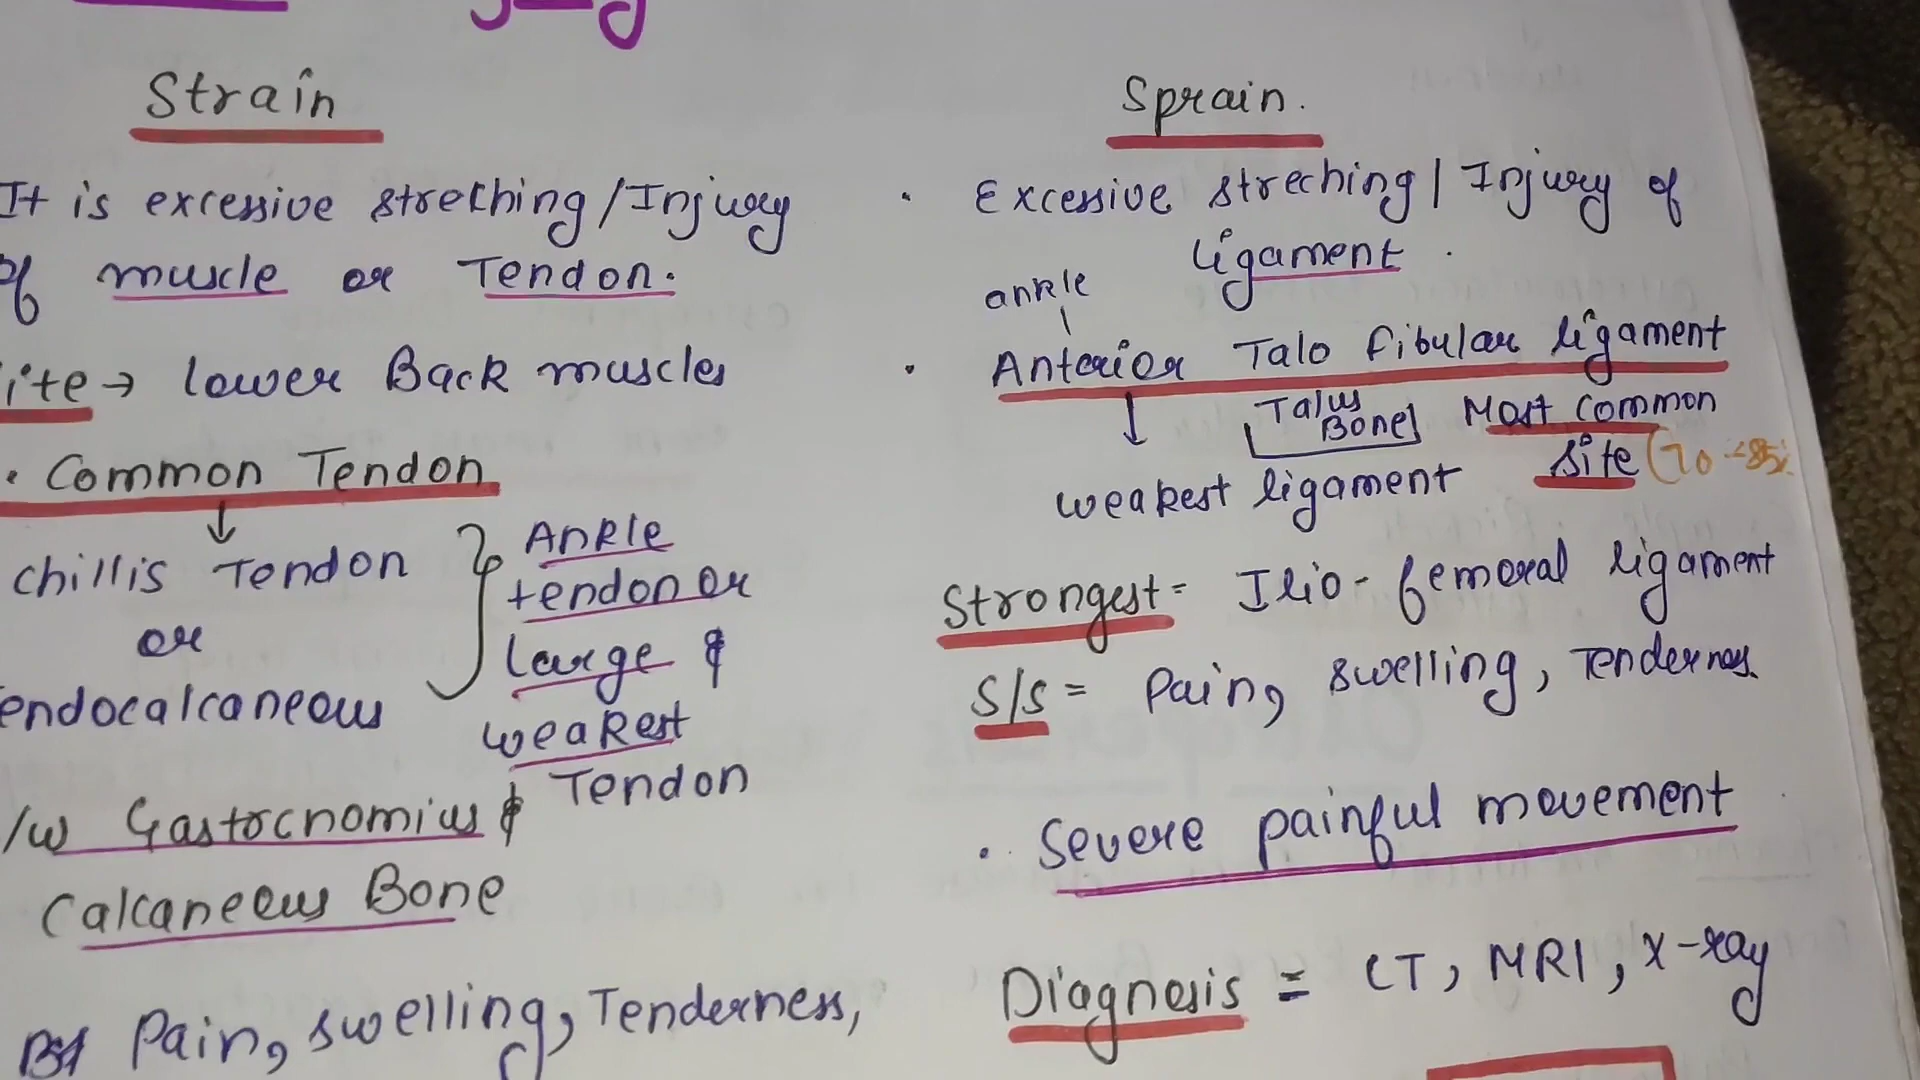 Strain
It is excessive stretching/Injury
of muscle or Tendon.
ite → lower Back muscles
• Common Tendon
↓
chillis Tendon
or
endocalcaneous
Ankle
tendon or
large &
weakest
Tendon
/w Gastrocnomius &
Calcaneous Bone
Pain, swelling, Tenderness,
Sprain.
• Excessive streching/Injury of
ligament.
ankle
• Anterior Talo fibular ligament
↓
Talus
Bone
Most common
site (70-85%
weakest ligament
Strongest = Ilio-femoral ligament
S/S = Pain, swelling, Tenderness.
• Severe painful movement
Diagnosis = CT, MRI, X-ray